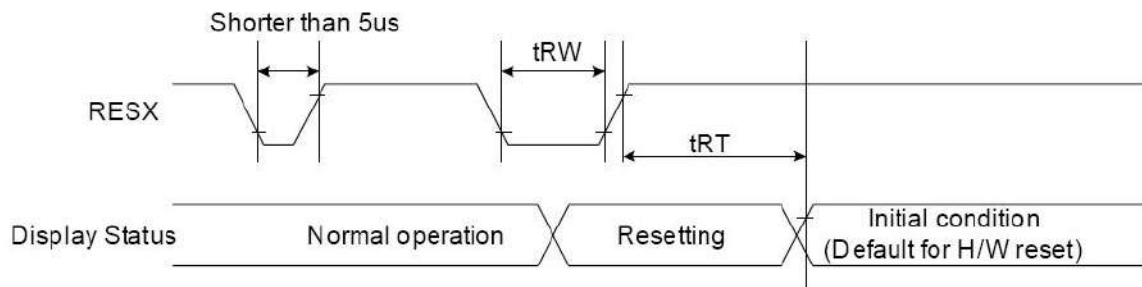 Shorter than 5us
tRW
RESX
tRT
Display Status
Normal operation
Resetting
Initial condition
(Default for H/W reset)